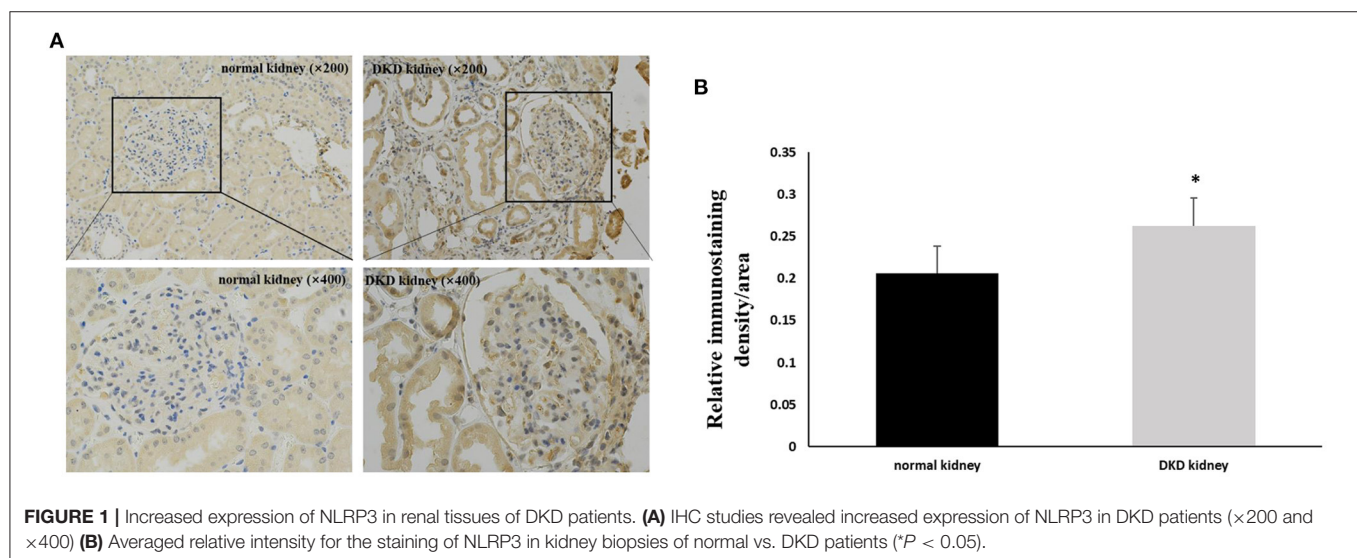 A
normal kidney (×200)
DKD kidney (×200)
normal kidney (×400)
DKD kidney (×400)
B
Relative immunostaining
density/area
0.35
0.3
0.25
0.2
0.15
0.1
0.05
0
*
normal kidney
DKD kidney
FIGURE 1 | Increased expression of NLRP3 in renal tissues of DKD patients. (A) IHC studies revealed increased expression of NLRP3 in DKD patients (×200 and
×400) (B) Averaged relative intensity for the staining of NLRP3 in kidney biopsies of normal vs. DKD patients (*P < 0.05).